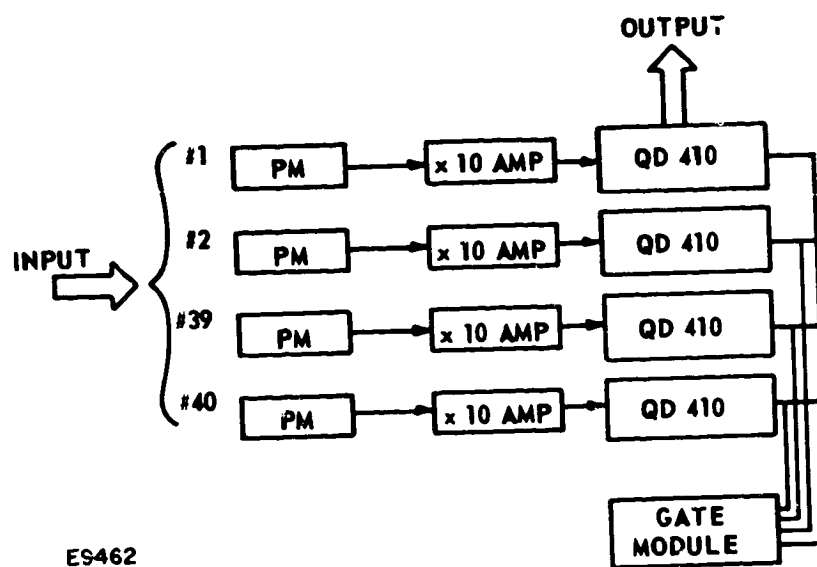 OUTPUT
#1 PM × 10 AMP QD 410
#2 PM × 10 AMP QD 410
INPUT
#39 PM × 10 AMP QD 410
#40 PM × 10 AMP QD 410
GATE
MODULE
E9462